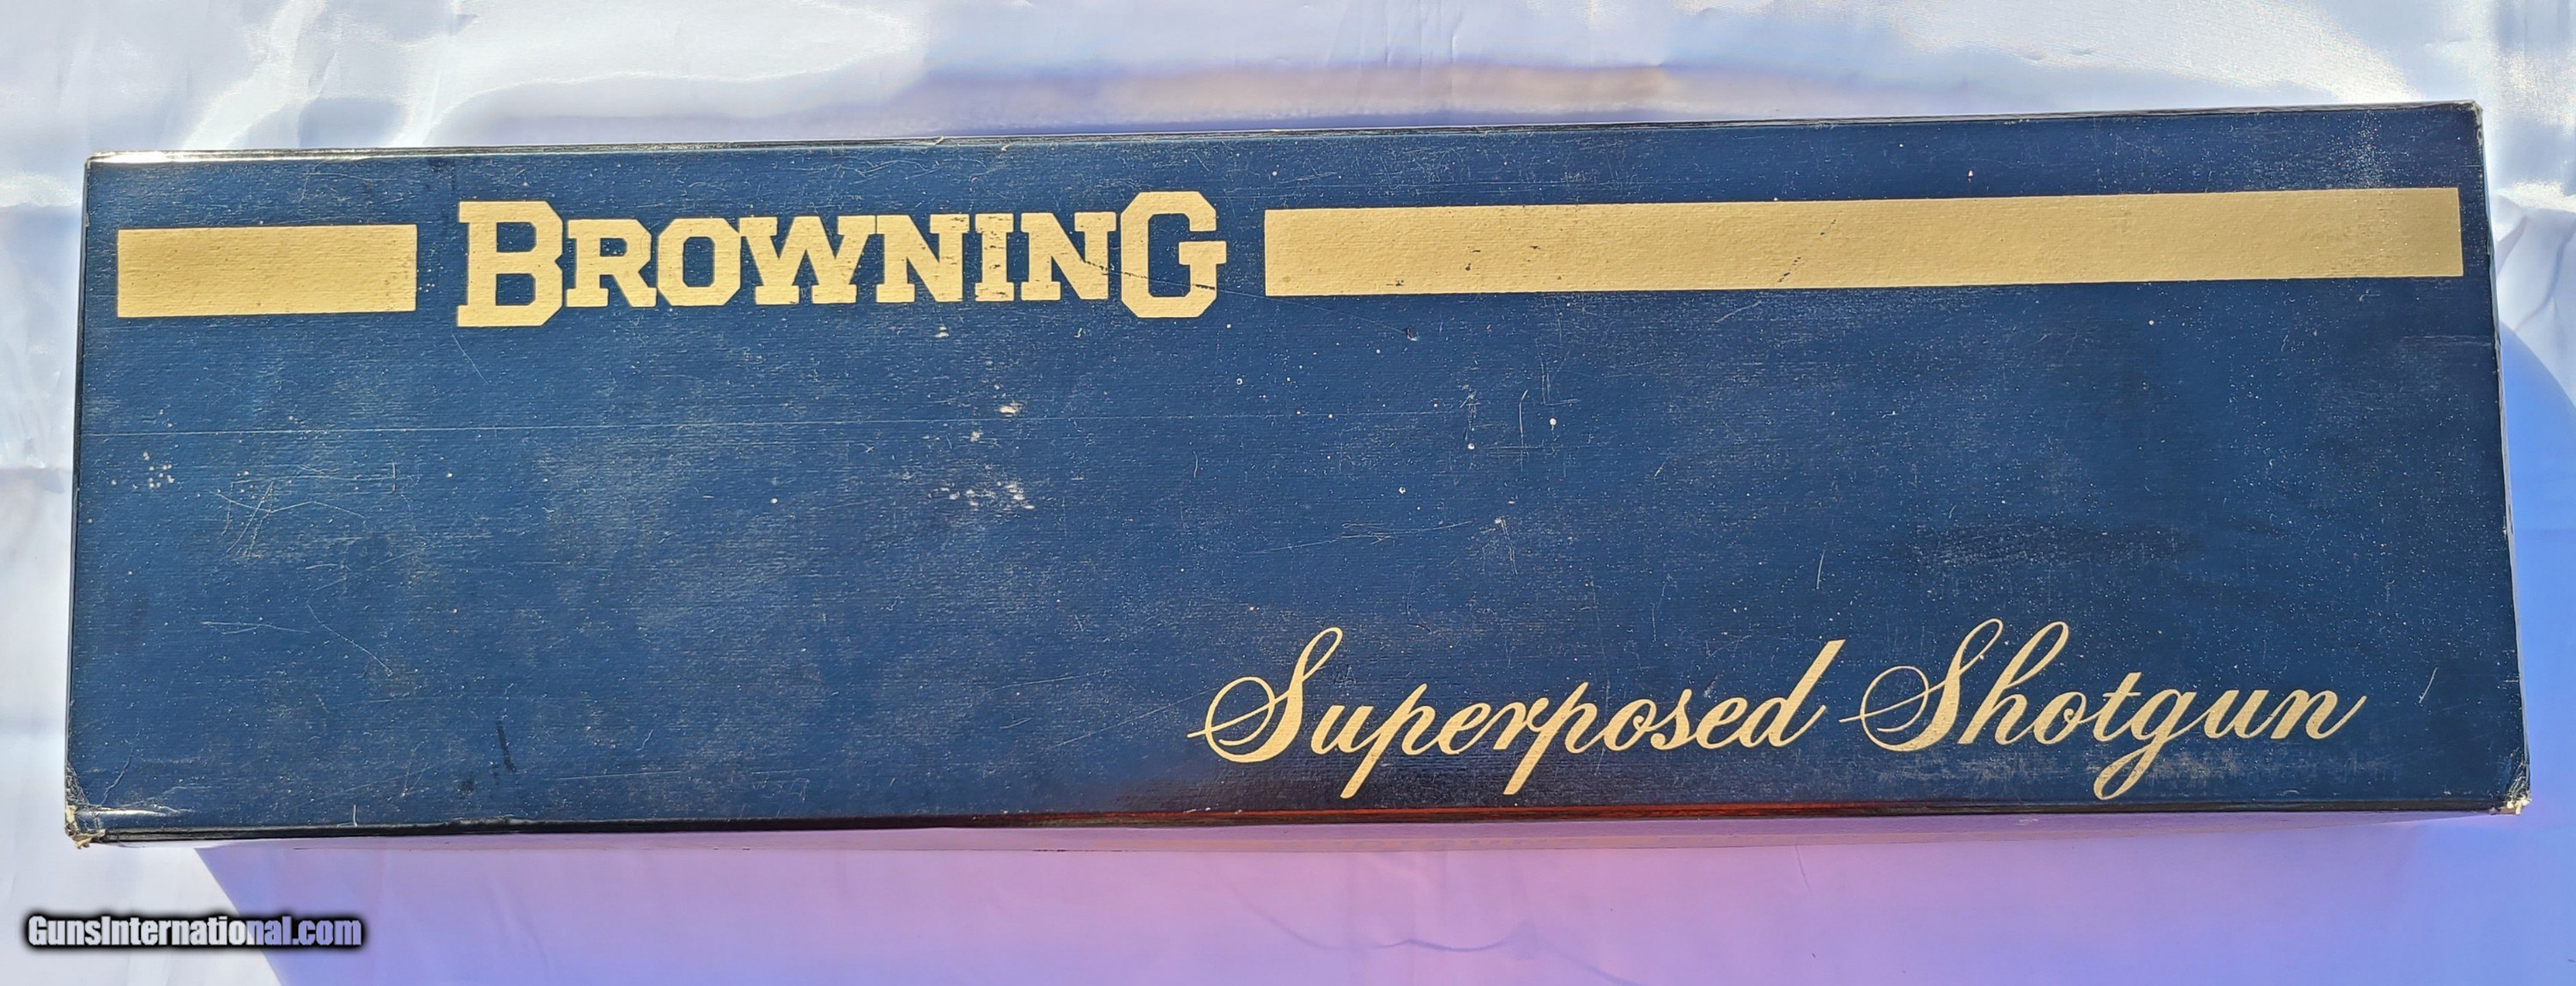 BROWNING
Superposed Shotgun
GunsInternational.com